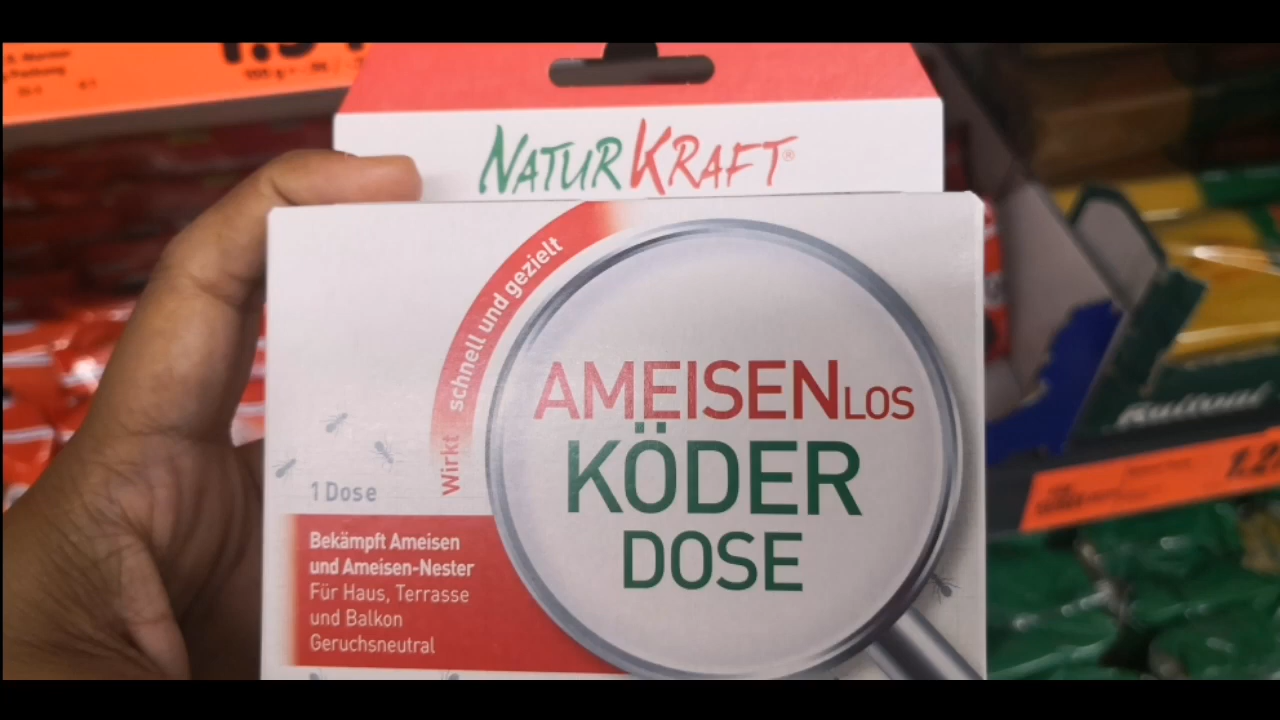 NATURKRAFT®
Wirkt schnell und gezielt
AMEISENLOS
KÖDER
DOSE
1 Dose
Bekämpft Ameisen
und Ameisen-Nester
Für Haus, Terrasse
und Balkon
Geruchsneutral